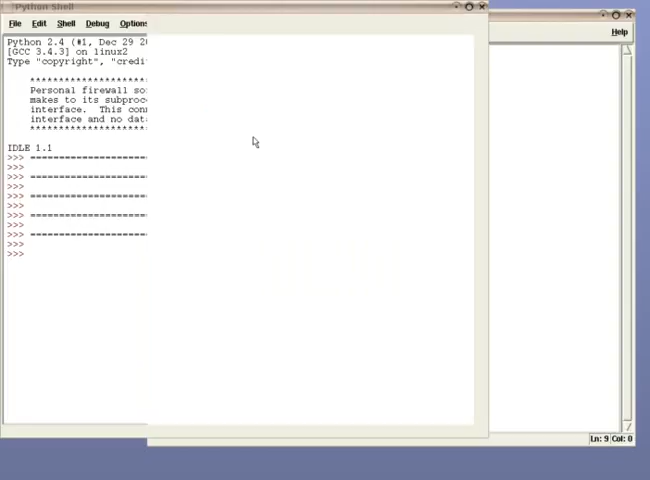 Python Shell
File Edit Shell Debug Options
Help
Python 2.4 (#1, Dec 29 20
[GCC 3.4.3] on linux2
Type "copyright", "credi
*********************
Personal firewall so
makes to its subproc
interface. This con
interface and no dat
*********************
IDLE 1.1
>>> =====================
>>>
>>> =====================
>>>
>>> =====================
>>>
>>> =====================
>>>
>>> =====================
>>>
>>>
Ln: 9 Col: 0